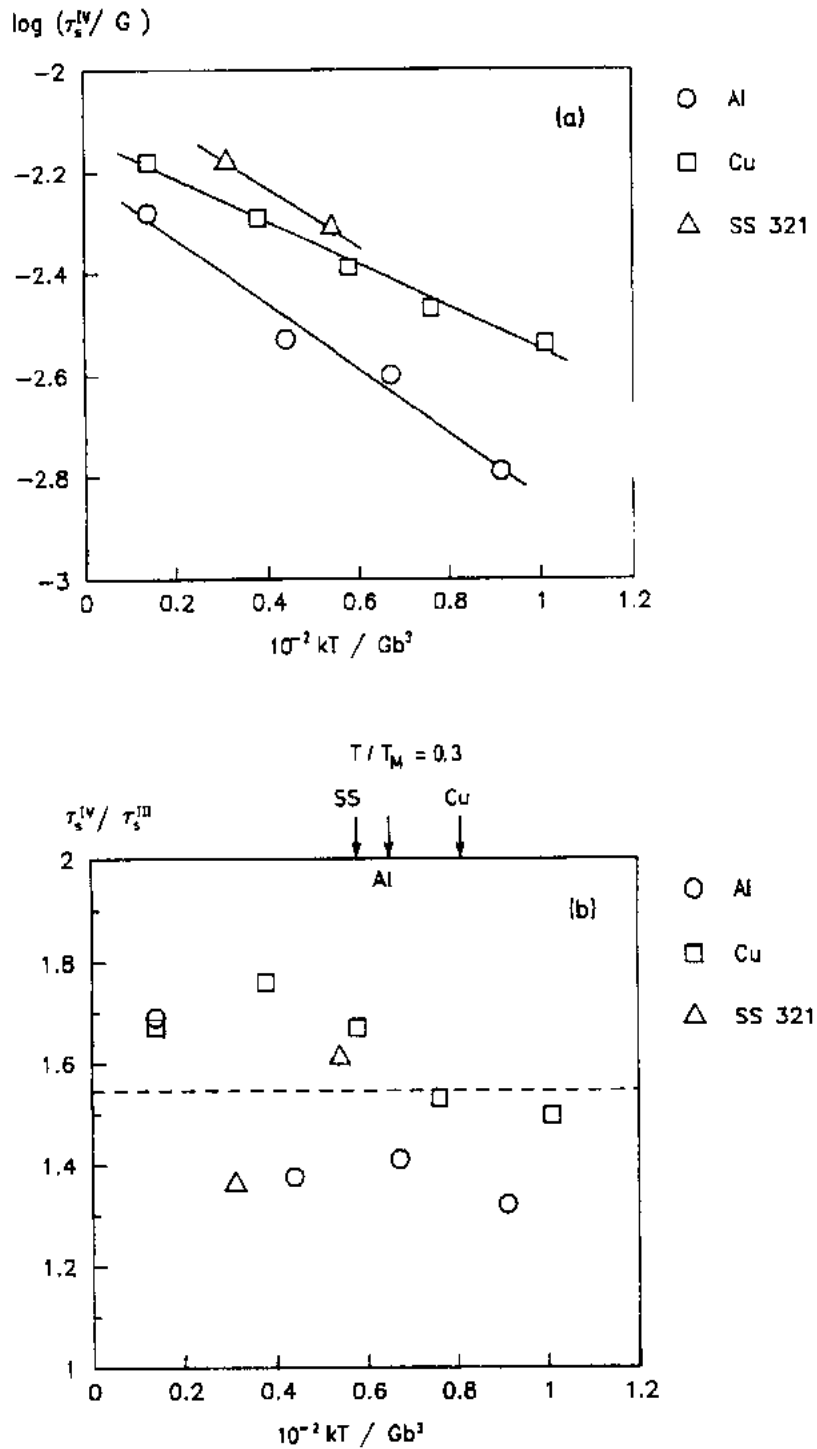 log (τₛᴵⱽ/ G )
(a)
Al
Cu
SS 321
-2
-2.2
-2.4
-2.6
-2.8
-3
0 0.2 0.4 0.6 0.8 1 1.2
10⁻² kT / Gb³
T / T_M = 0.3
SS Cu
τₛᴵⱽ/ τₛᴵᴵᴵ
Al
(b)
Al
Cu
SS 321
2
1.8
1.6
1.4
1.2
1
0 0.2 0.4 0.6 0.8 1 1.2
10⁻² kT / Gb³